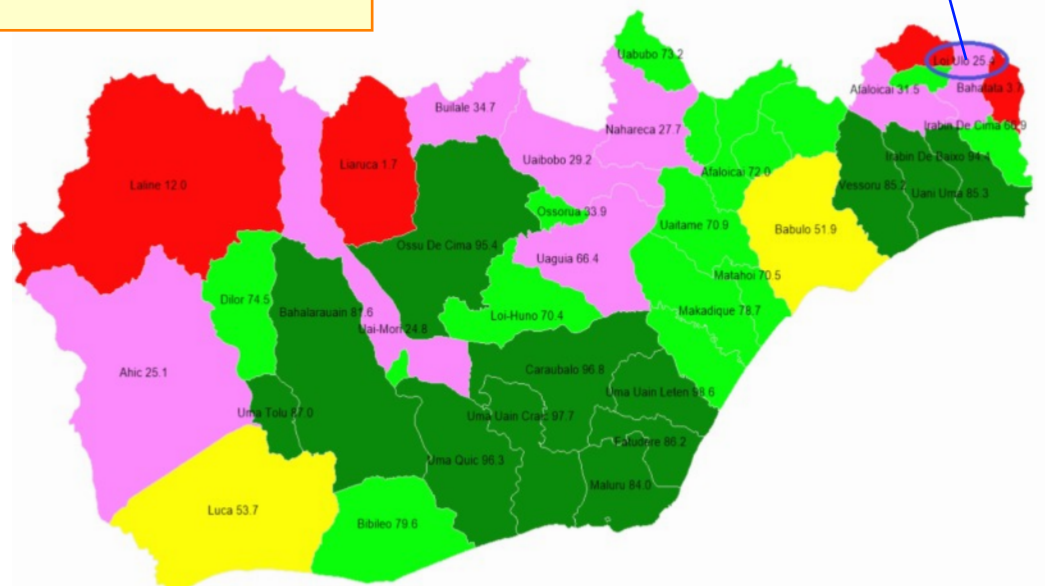 Uabubo 73.2
Loi Ulo 25.4
Afaloicai 31.5
Bahatata 3.7
Builale 34.7
Nahareca 27.7
Irabin De Cima 68.9
Uaibobo 29.2
Irabin De Baixo 94.4
Liaruca 1.7
Afaloicai 72.0
Laline 12.0
Vessoru 85.2
Uani Uma 85.3
Ossorua 33.9
Uaitame 70.9
Babulo 51.9
Ossu De Cima 95.4
Uaguia 66.4
Matahoi 70.5
Dilor 74.5
Bahalarauain 81.6
Loi-Huno 70.4
Makadique 78.7
Uai-Mori 24.8
Ahic 25.1
Caraubalo 96.8
Uma Uain Leten 98.6
Uma Tolu 87.0
Uma Uain Craic 97.7
Fatudere 86.2
Uma Quic 96.3
Maluru 84.0
Luca 53.7
Bibileo 79.6